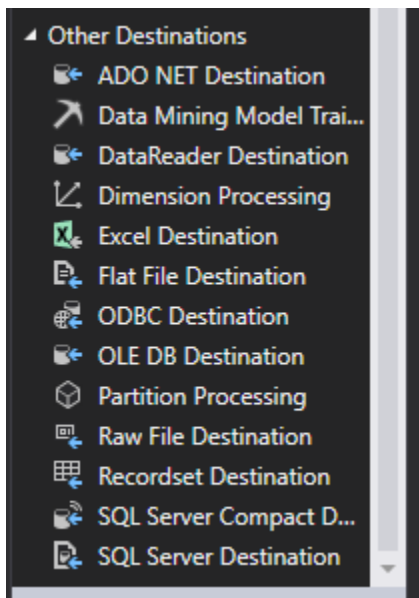 Other Destinations
ADO NET Destination
Data Mining Model Trai...
DataReader Destination
Dimension Processing
Excel Destination
Flat File Destination
ODBC Destination
OLE DB Destination
Partition Processing
Raw File Destination
Recordset Destination
SQL Server Compact D...
SQL Server Destination